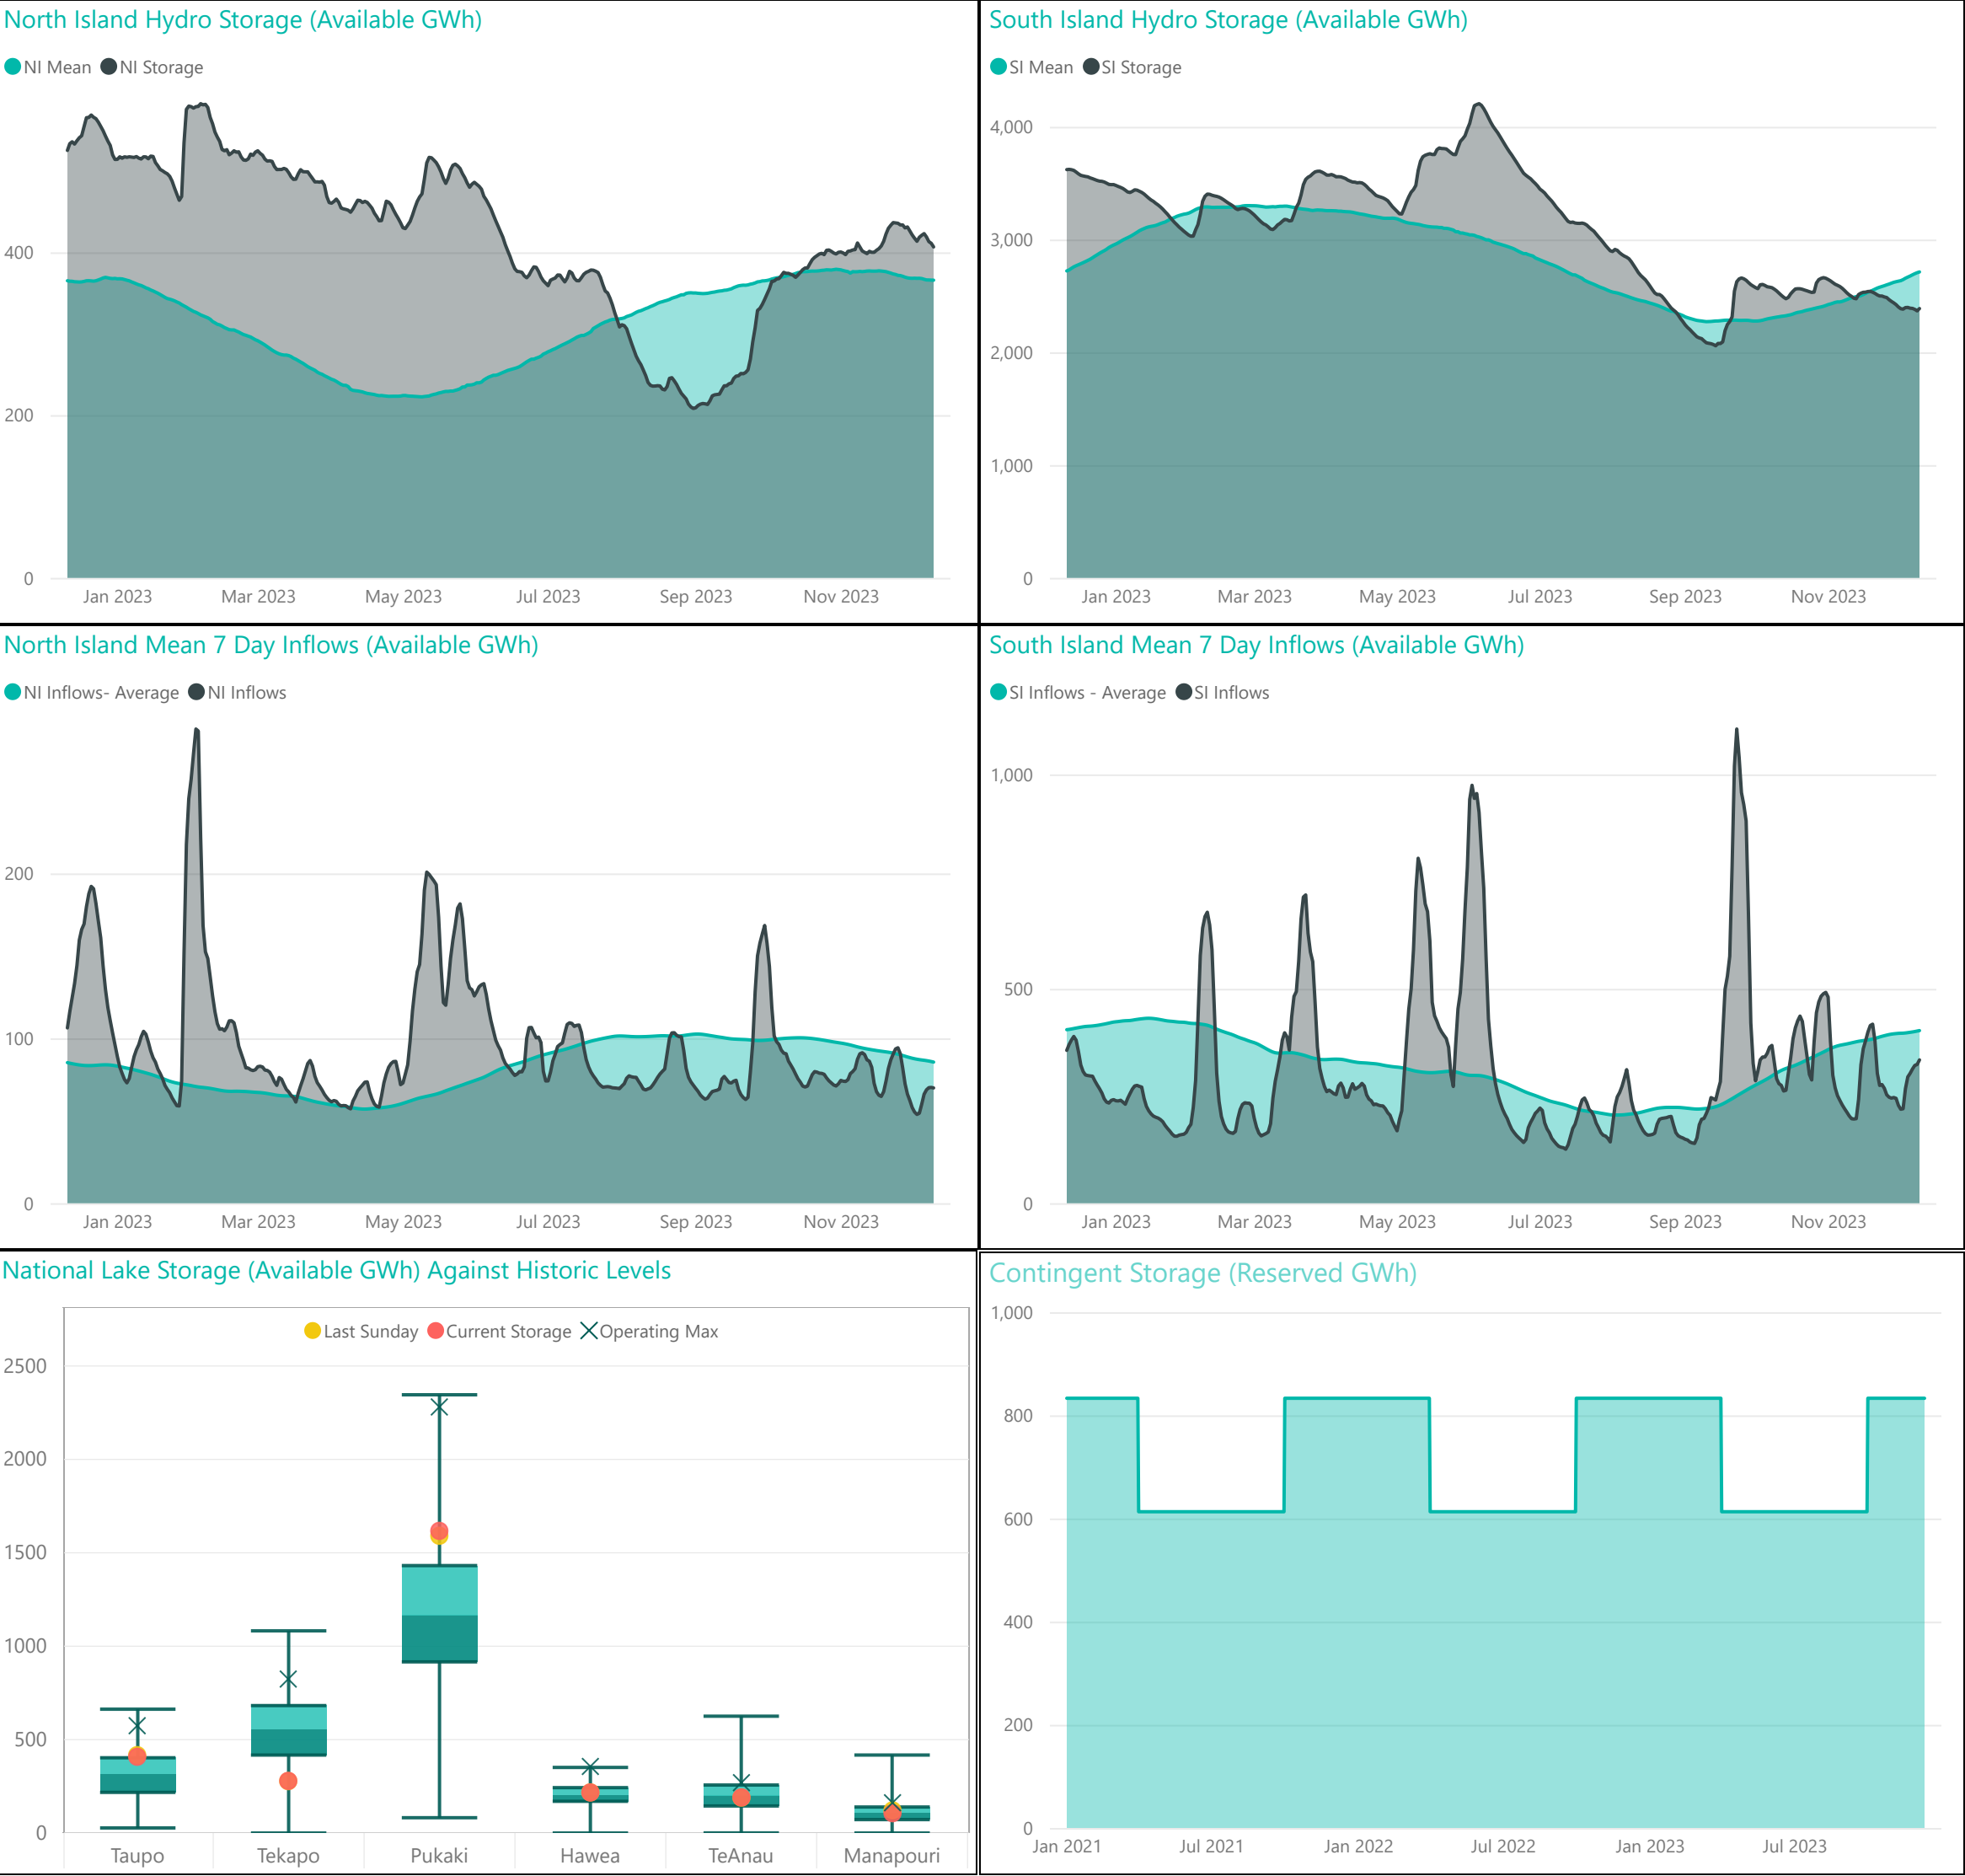 North Island Hydro Storage (Available GWh)
NI Mean NI Storage
400
200
0
Jan 2023 Mar 2023 May 2023 Jul 2023 Sep 2023 Nov 2023
South Island Hydro Storage (Available GWh)
SI Mean SI Storage
4,000
3,000
2,000
1,000
0
Jan 2023 Mar 2023 May 2023 Jul 2023 Sep 2023 Nov 2023
North Island Mean 7 Day Inflows (Available GWh)
NI Inflows- Average NI Inflows
200
100
0
Jan 2023 Mar 2023 May 2023 Jul 2023 Sep 2023 Nov 2023
South Island Mean 7 Day Inflows (Available GWh)
SI Inflows - Average SI Inflows
1,000
500
0
Jan 2023 Mar 2023 May 2023 Jul 2023 Sep 2023 Nov 2023
National Lake Storage (Available GWh) Against Historic Levels
Last Sunday Current Storage Operating Max
2500
2000
1500
1000
500
0
Taupo Tekapo Pukaki Hawea TeAnau Manapouri
Contingent Storage (Reserved GWh)
1,000
800
600
400
200
0
Jan 2021 Jul 2021 Jan 2022 Jul 2022 Jan 2023 Jul 2023